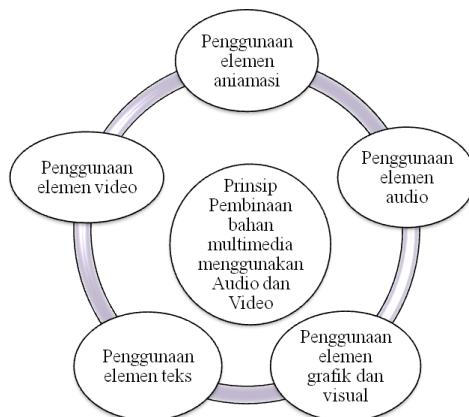 Penggunaan
elemen
aniamasi
Penggunaan
elemen video
Penggunaan
elemen
audio
Prinsip
Pembinaan
bahan
multimedia
menggunakan
Audio dan
Video
Penggunaan
elemen teks
Penggunaan
elemen
grafik dan
visual